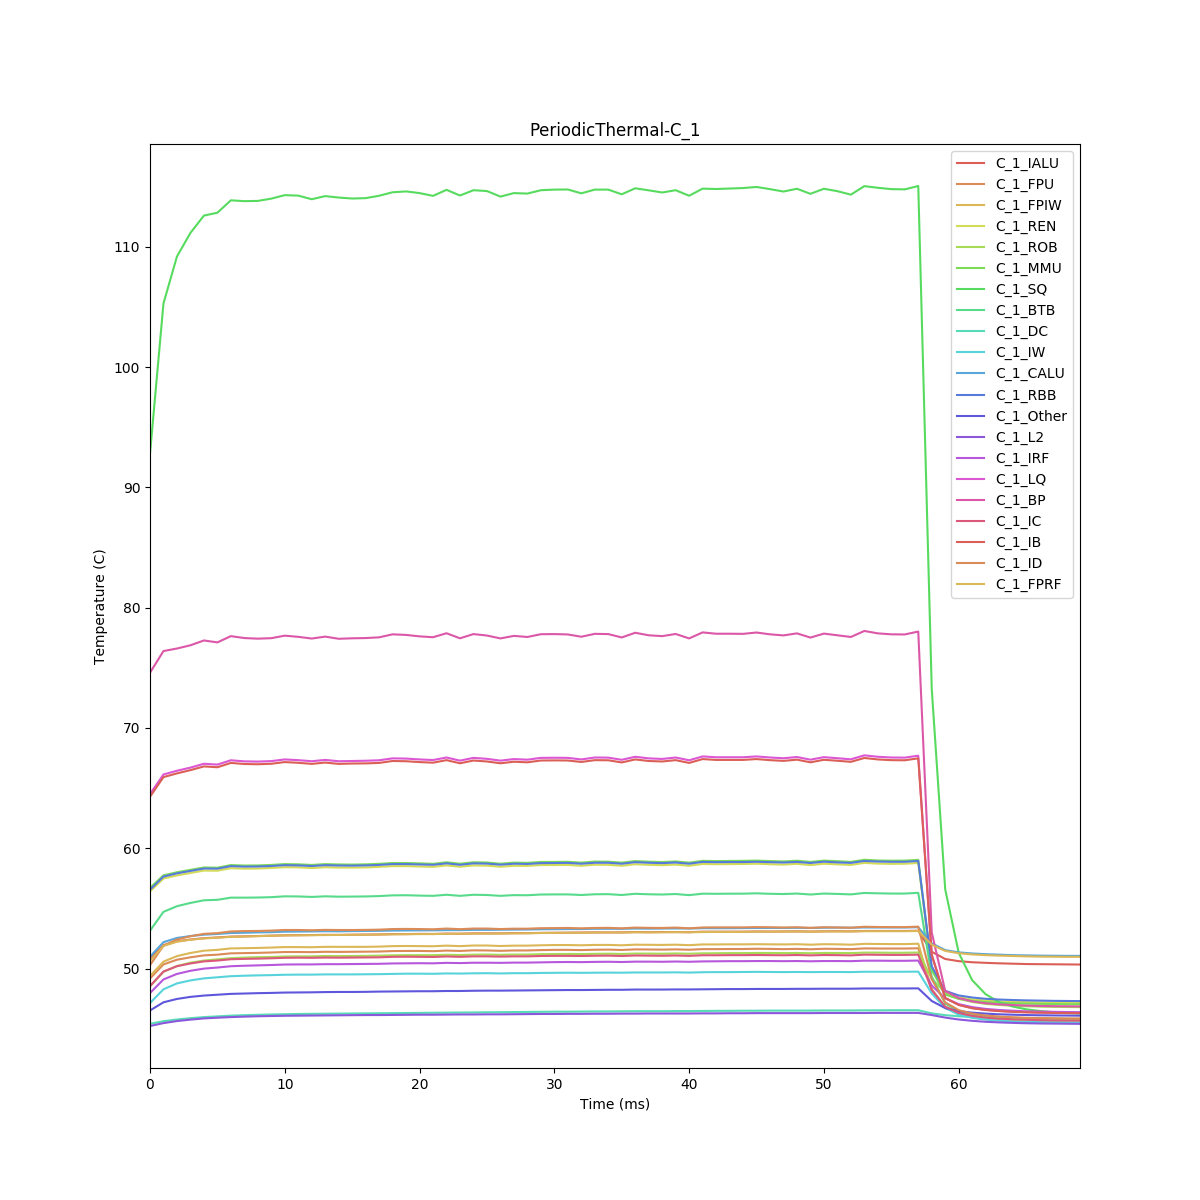 PeriodicThermal-C_1
C_1_IALU
C_1_FPU
C_1_FPIW
C_1_REN
C_1_ROB
C_1_MMU
C_1_SQ
C_1_BTB
C_1_DC
C_1_IW
C_1_CALU
C_1_RBB
C_1_Other
C_1_L2
C_1_IRF
C_1_LQ
C_1_BP
C_1_IC
C_1_IB
C_1_ID
C_1_FPRF
110
100
90
80
70
60
50
Temperature (C)
0 10 20 30 40 50 60
Time (ms)